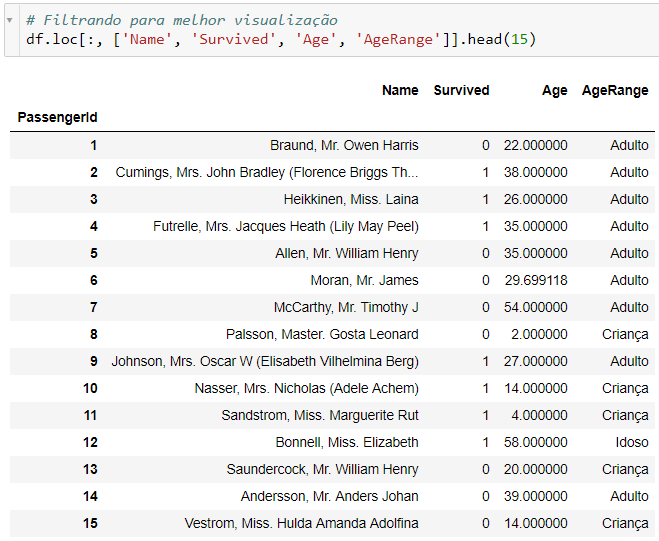 # Filtrando para melhor visualização
df.loc[:, ['Name', 'Survived', 'Age', 'AgeRange']].head(15)
Name Survived Age AgeRange
PassengerId
1 Braund, Mr. Owen Harris 0 22.000000 Adulto
2 Cumings, Mrs. John Bradley (Florence Briggs Th... 1 38.000000 Adulto
3 Heikkinen, Miss. Laina 1 26.000000 Adulto
4 Futrelle, Mrs. Jacques Heath (Lily May Peel) 1 35.000000 Adulto
5 Allen, Mr. William Henry 0 35.000000 Adulto
6 Moran, Mr. James 0 29.699118 Adulto
7 McCarthy, Mr. Timothy J 0 54.000000 Adulto
8 Palsson, Master. Gosta Leonard 0 2.000000 Criança
9 Johnson, Mrs. Oscar W (Elisabeth Vilhelmina Berg) 1 27.000000 Adulto
10 Nasser, Mrs. Nicholas (Adele Achem) 1 14.000000 Criança
11 Sandstrom, Miss. Marguerite Rut 1 4.000000 Criança
12 Bonnell, Miss. Elizabeth 1 58.000000 Idoso
13 Saundercock, Mr. William Henry 0 20.000000 Criança
14 Andersson, Mr. Anders Johan 0 39.000000 Adulto
15 Vestrom, Miss. Hulda Amanda Adolfina 0 14.000000 Criança